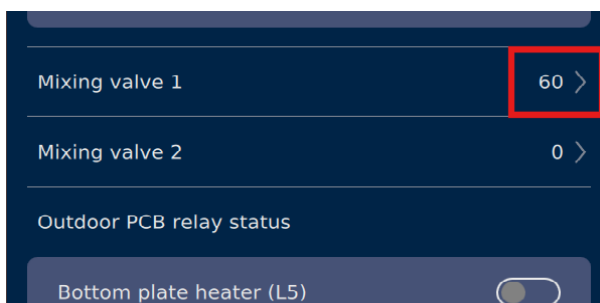 Mixing valve 1 60
Mixing valve 2 0
Outdoor PCB relay status
Bottom plate heater (L5)